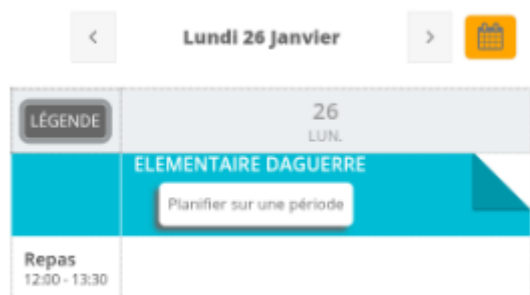 Lundi 26 Janvier
LÉGENDE
26
LUN.
ELEMENTAIRE DAGUERRE
Planifier sur une période
Repas
12:00 - 13:30